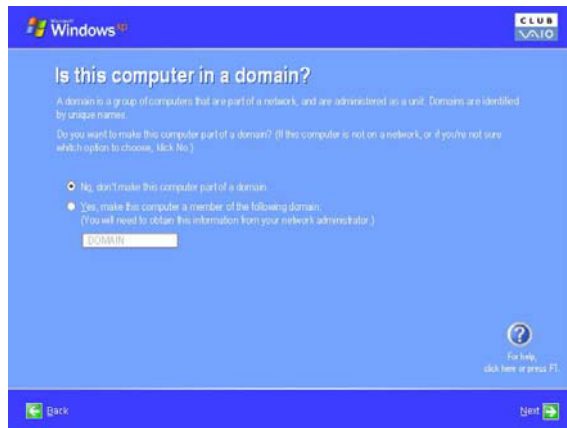 Microsoft
Windows xp
CLUB
VAIO
Is this computer in a domain?
A domain is a group of computers that are part of a network, and are administered as a unit. Domains are identified
by unique names.
Do you want to make this computer part of a domain? (If this computer is not on a network, or if you're not sure
whitch option to choose, klick No.)
No, don't make this computer part of a domain
Yes, make this computer a member of the following domain:
(You will need to obtain this information from your network administrator.)
DOMAIN
For help,
click here or press F1.
Back
Next